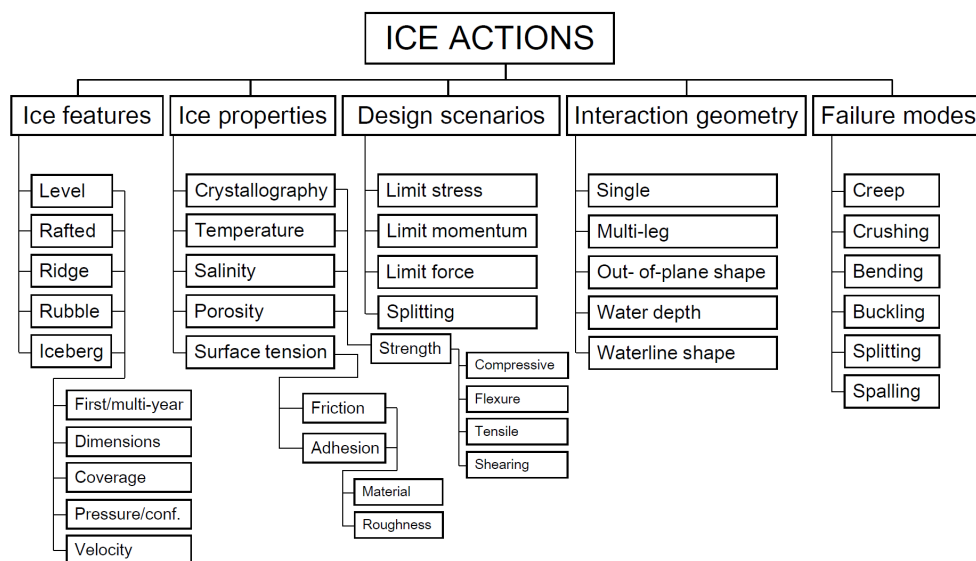 ICE ACTIONS
Ice features
Ice properties
Design scenarios
Interaction geometry
Failure modes
Level
Rafted
Ridge
Rubble
Iceberg
First/multi-year
Dimensions
Coverage
Pressure/conf.
Velocity
Crystallography
Temperature
Salinity
Porosity
Surface tension
Friction
Adhesion
Material
Roughness
Strength
Compressive
Flexure
Tensile
Shearing
Limit stress
Limit momentum
Limit force
Splitting
Single
Multi-leg
Out- of-plane shape
Water depth
Waterline shape
Creep
Crushing
Bending
Buckling
Splitting
Spalling